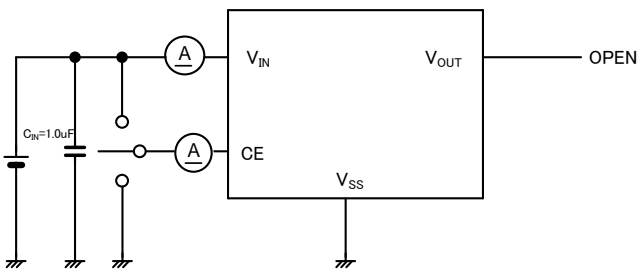 A
V_IN
V_OUT
OPEN
C_IN=1.0uF
A
CE
V_SS